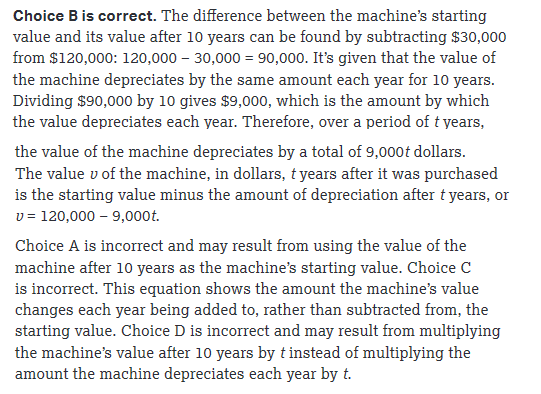 Choice B is correct. The difference between the machine’s starting
value and its value after 10 years can be found by subtracting $30,000
from $120,000: 120,000 – 30,000 = 90,000. It’s given that the value of
the machine depreciates by the same amount each year for 10 years.
Dividing $90,000 by 10 gives $9,000, which is the amount by which
the value depreciates each year. Therefore, over a period of t years,
the value of the machine depreciates by a total of 9,000t dollars.
The value v of the machine, in dollars, t years after it was purchased
is the starting value minus the amount of depreciation after t years, or
v = 120,000 – 9,000t.
Choice A is incorrect and may result from using the value of the
machine after 10 years as the machine’s starting value. Choice C
is incorrect. This equation shows the amount the machine’s value
changes each year being added to, rather than subtracted from, the
starting value. Choice D is incorrect and may result from multiplying
the machine’s value after 10 years by t instead of multiplying the
amount the machine depreciates each year by t.